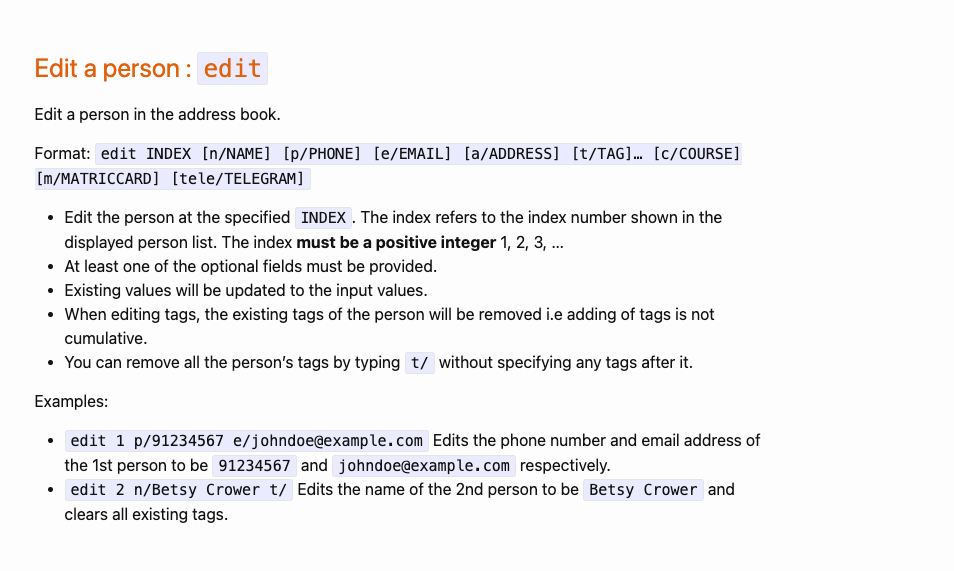 Edit a person : edit
Edit a person in the address book.
Format: edit INDEX [n/NAME] [p/PHONE] [e/EMAIL] [a/ADDRESS] [t/TAG]… [c/COURSE]
[m/MATRICCARD] [tele/TELEGRAM]
• Edit the person at the specified INDEX. The index refers to the index number shown in the
displayed person list. The index must be a positive integer 1, 2, 3, …
• At least one of the optional fields must be provided.
• Existing values will be updated to the input values.
• When editing tags, the existing tags of the person will be removed i.e adding of tags is not
cumulative.
• You can remove all the person’s tags by typing t/ without specifying any tags after it.
Examples:
• edit 1 p/91234567 e/johndoe@example.com Edits the phone number and email address of
the 1st person to be 91234567 and johndoe@example.com respectively.
• edit 2 n/Betsy Crower t/ Edits the name of the 2nd person to be Betsy Crower and
clears all existing tags.